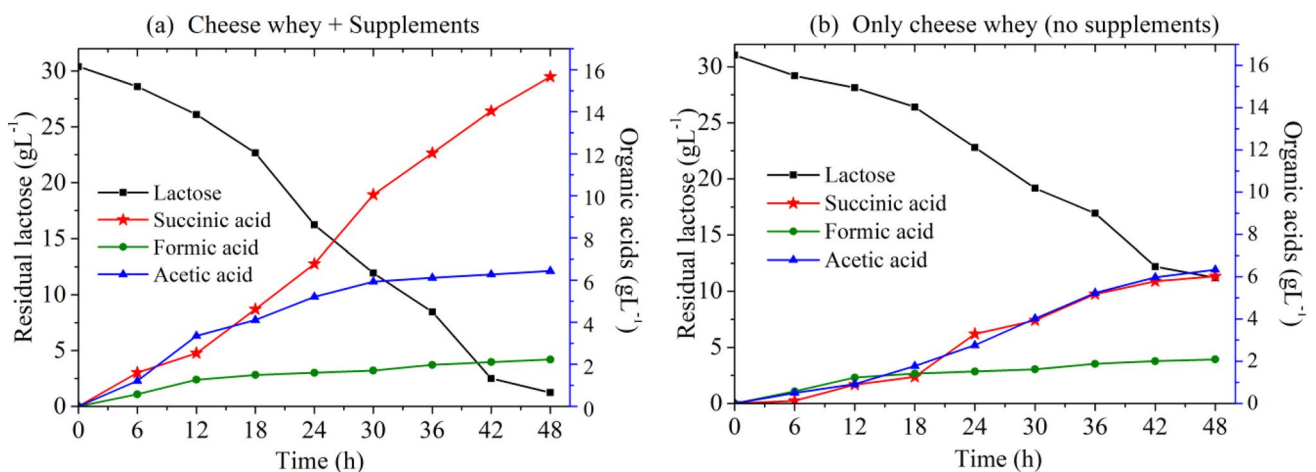 (a) Cheese whey + Supplements
Residual lactose (gL⁻¹)
30
25
20
15
10
5
0
Lactose
Succinic acid
Formic acid
Acetic acid
16
14
12
10
8
6
4
2
0
Organic acids (gL⁻¹)
0 6 12 18 24 30 36 42 48
Time (h)
(b) Only cheese whey (no supplements)
Residual lactose (gL⁻¹)
30
25
20
15
10
5
0
Lactose
Succinic acid
Formic acid
Acetic acid
16
14
12
10
8
6
4
2
0
Organic acids (gL⁻¹)
0 6 12 18 24 30 36 42 48
Time (h)